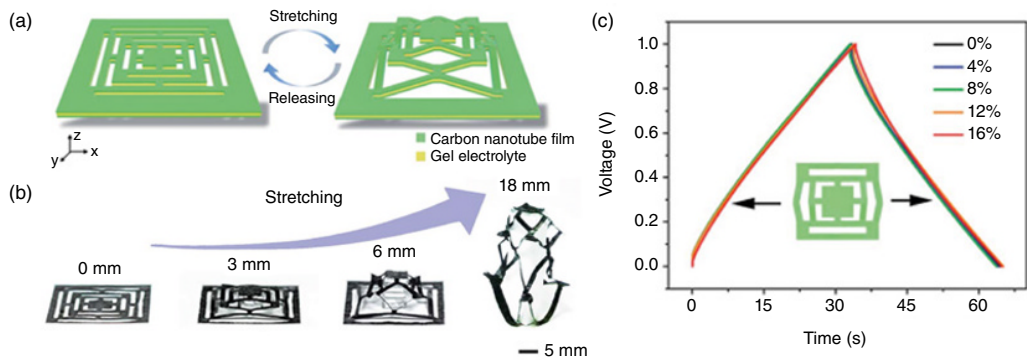 (a)
Stretching
Releasing
z
x
y
Carbon nanotube film
Gel electrolyte
(b)
Stretching
18 mm
0 mm
3 mm
6 mm
5 mm
(c)
Voltage (V)
1.0
0.8
0.6
0.4
0.2
0.0
0%
4%
8%
12%
16%
0 15 30 45 60
Time (s)